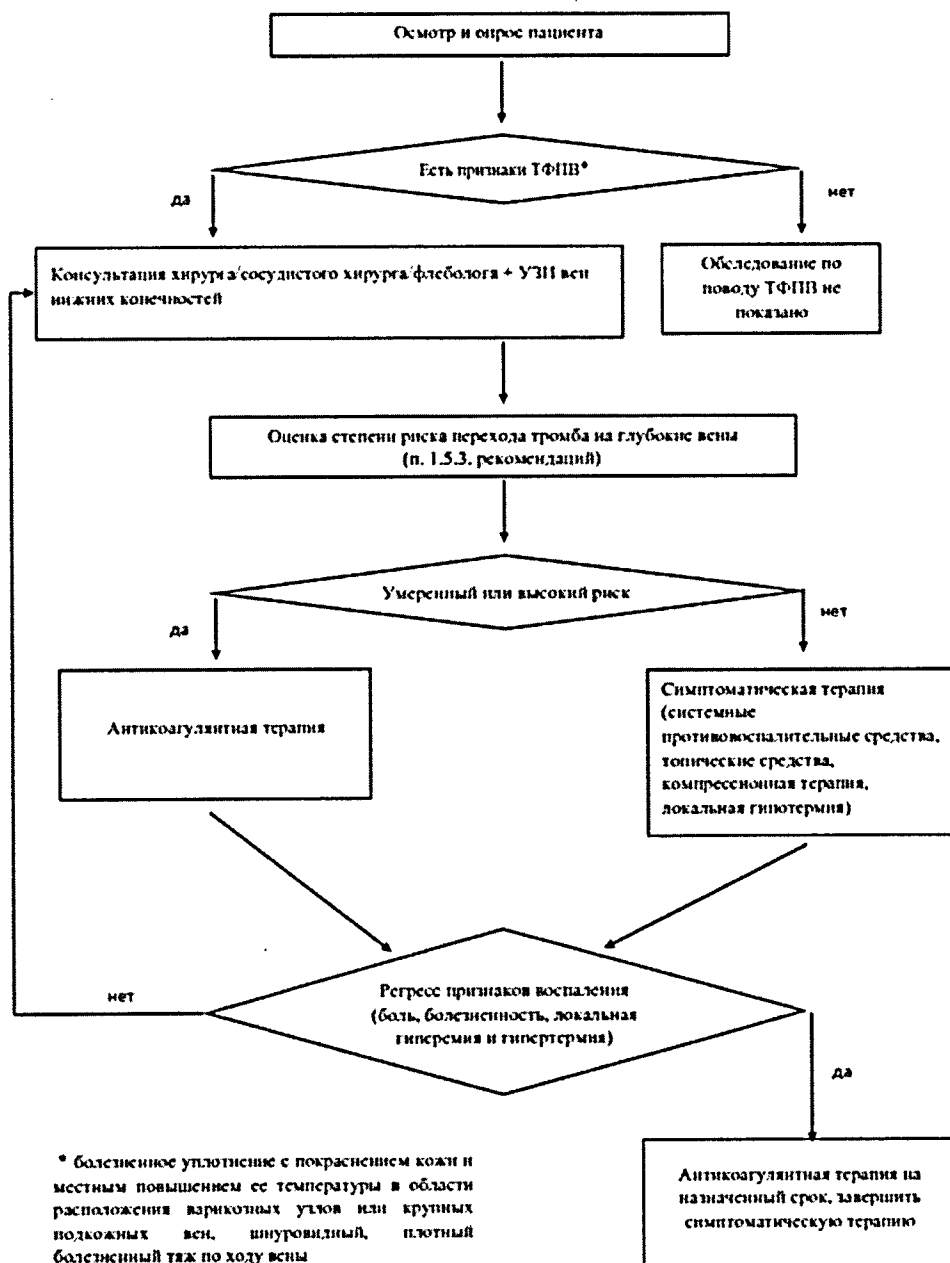 Осмотр и опрос пациента
Есть признаки ТФПВ*
да
нет
Консультация хирурга/сосудистого хирурга/флеболога + УЗИ вен
нижних конечностей
Обследование по
поводу ТФПВ не
показано
Оценка степени риска перехода тромба на глубокие вены
(п. 1.5.3. рекомендаций)
Умеренный или высокий риск
да
нет
Антикоагулянтная терапия
Симптоматическая терапия
(системные
противовоспалительные средства,
топические средства,
компрессионная терапия,
локальная гипотермия)
Регресс признаков воспаления
(боль, болезненность, локальная
гиперемия и гипертермия)
нет
да
Антикоагулянтная терапия на
назначенный срок, завершить
симптоматическую терапию
* болезненное уплотнение с покраснением кожи и
местным повышением ее температуры в области
расположения варикозных узлов или крупных
подкожных вен, шнуровидный, плотный
болезненный тяж по ходу вены